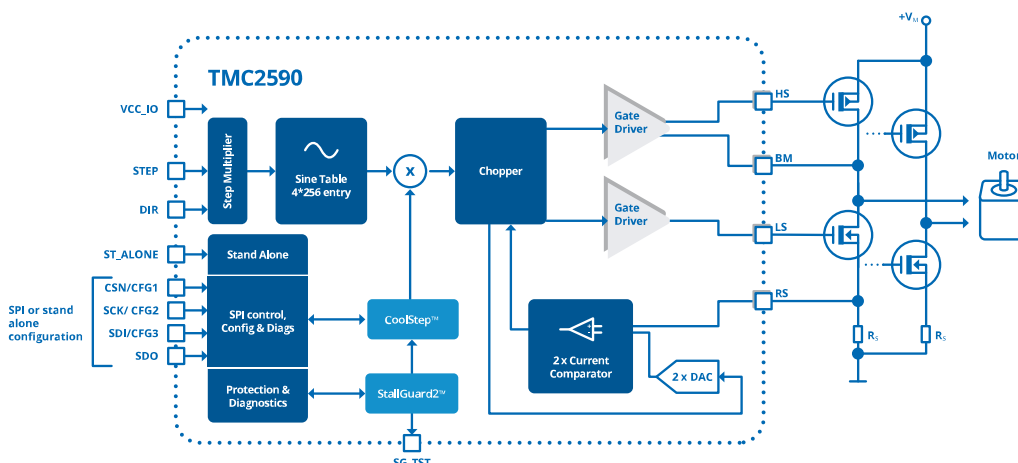 +VM
TMC2590
HS
VCC_IO
Gate
Driver
Step Multiplier
Sine Table
4*256 entry
X
Chopper
BM
Motor
STEP
DIR
Gate
Driver
LS
ST_ALONE
Stand Alone
CSN/CFG1
SPI or stand
alone
configuration
SCK/ CFG2
SDI/CFG3
SDO
SPI control,
Config & Diags
CoolStep™
RS
2 x Current
Comparator
2 x DAC
RS
RS
Protection &
Diagnostics
StallGuard2™
SG_TST